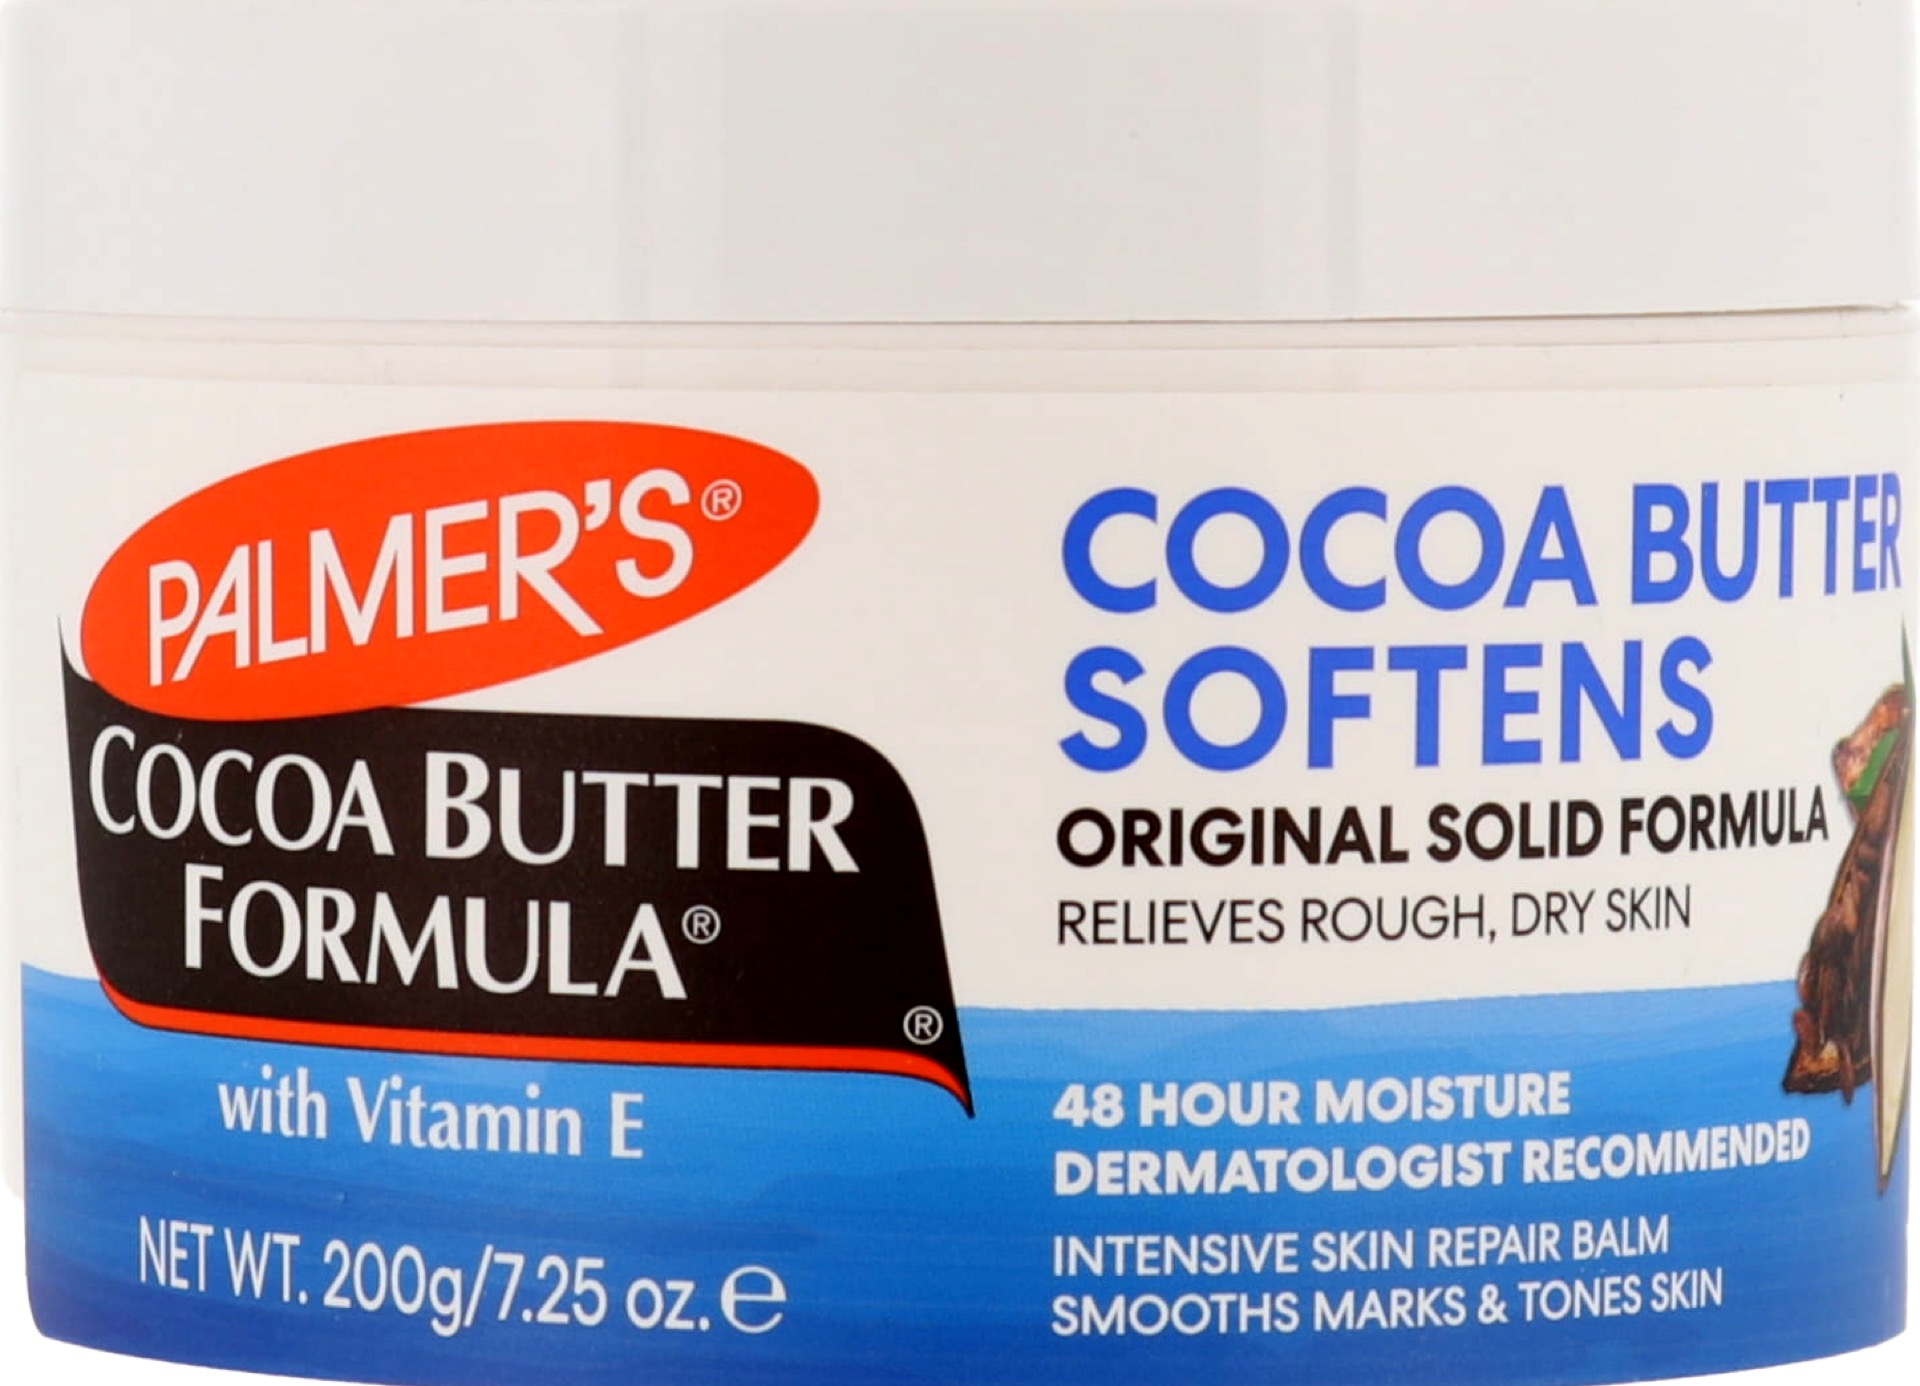 PALMER'S®
COCOA BUTTER
FORMULA®
®
with Vitamin E
NET WT. 200g/7.25 oz. ℮
COCOA BUTTER
SOFTENS
ORIGINAL SOLID FORMULA
RELIEVES ROUGH, DRY SKIN
48 HOUR MOISTURE
DERMATOLOGIST RECOMMENDED
INTENSIVE SKIN REPAIR BALM
SMOOTHS MARKS & TONES SKIN